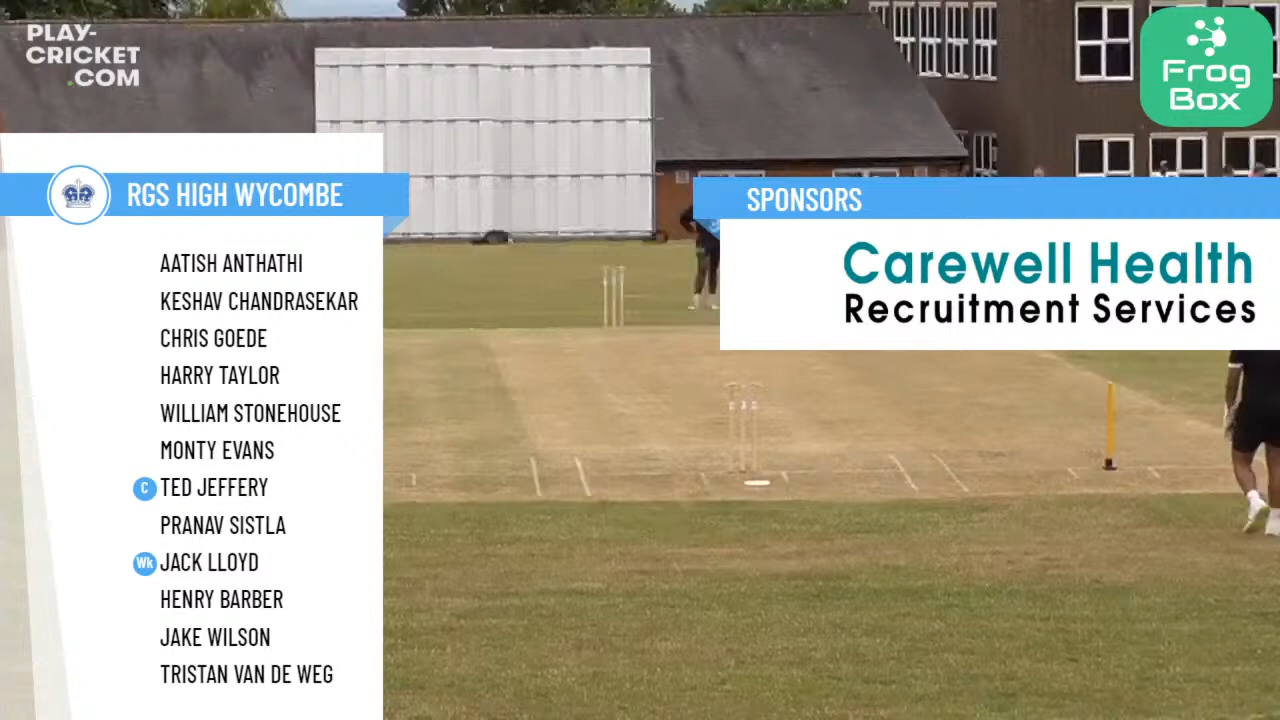 PLAY-
CRICKET
.COM
Frog
Box
RGS HIGH WYCOMBE
AATISH ANTHATHI
KESHAV CHANDRASEKAR
CHRIS GOEDE
HARRY TAYLOR
WILLIAM STONEHOUSE
MONTY EVANS
C TED JEFFERY
PRANAV SISTLA
Wk JACK LLOYD
HENRY BARBER
JAKE WILSON
TRISTAN VAN DE WEG
SPONSORS
Carewell Health
Recruitment Services